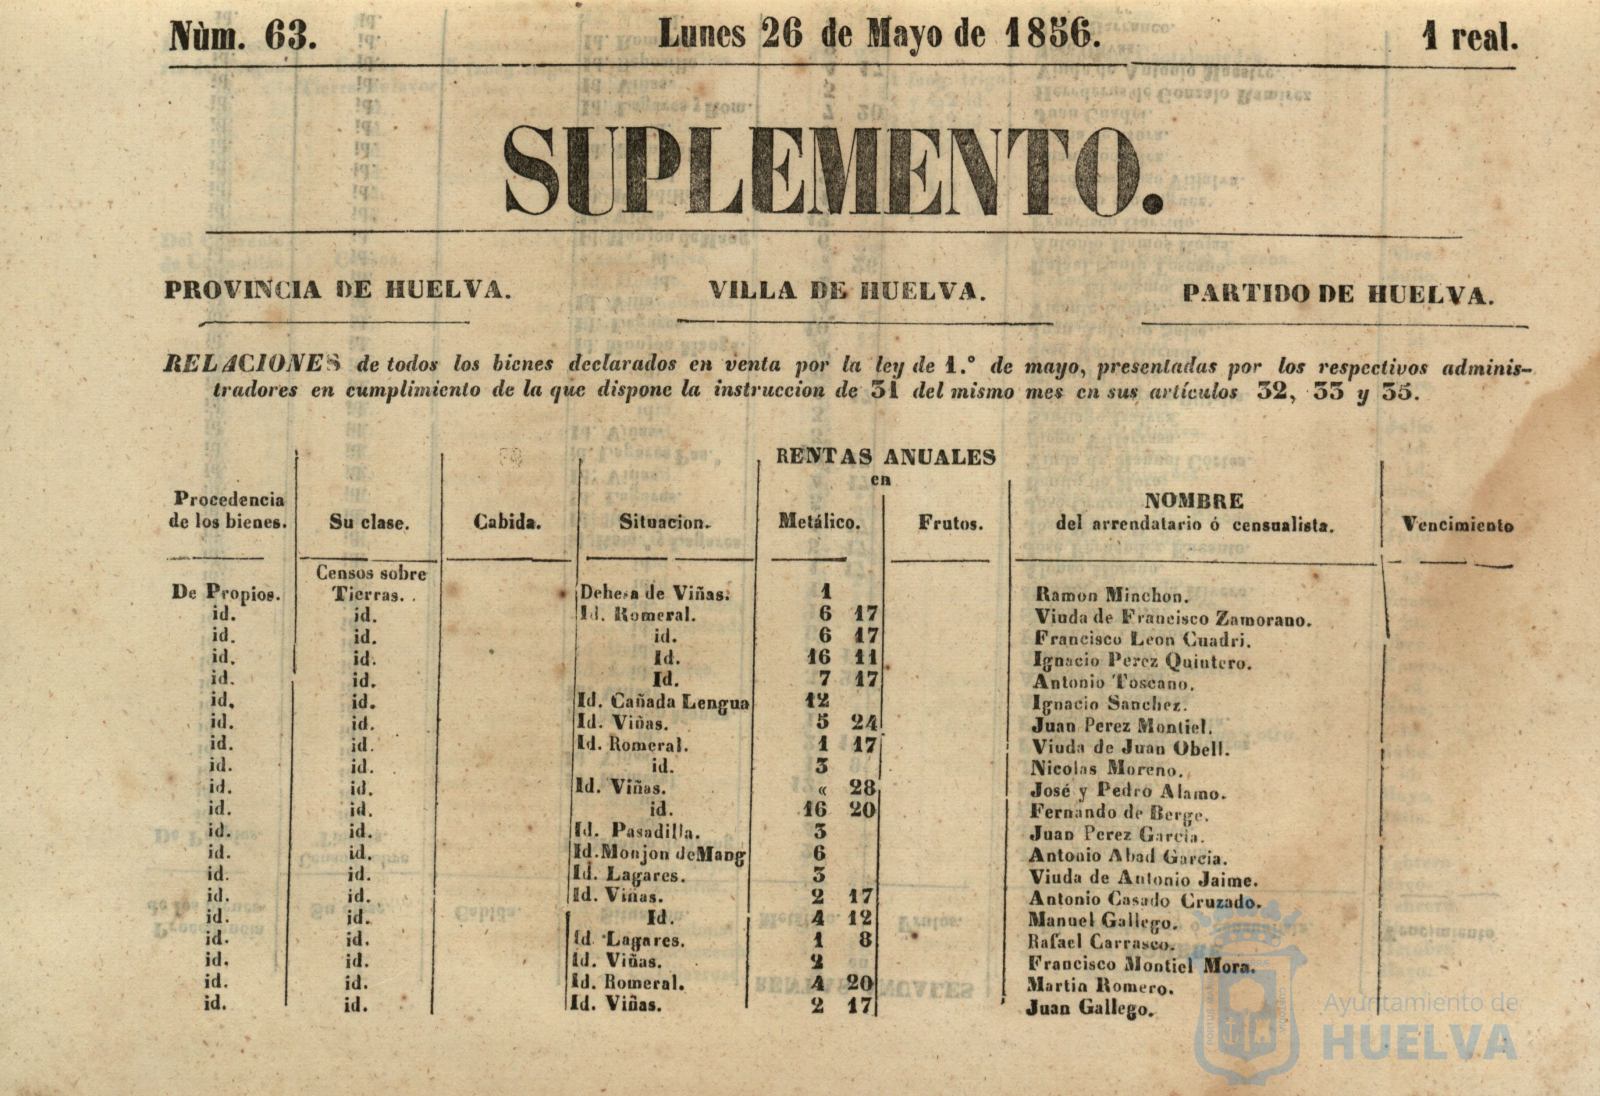 Nùm. 63. Lunes 26 de Mayo de 1856. 1 real.
SUPLEMENTO.
PROVINCIA DE HUELVA. VILLA DE HUELVA. PARTIDO DE HUELVA.
RELACIONES de todos los bienes declarados en venta por la ley de 1.º de mayo, presentadas por los respectivos adminis-
tradores en cumplimiento de la que dispone la instruccion de 31 del mismo mes en sus artículos 32, 33 y 35.
RENTAS ANUALES
en
Procedencia NOMBRE
de los bienes. Su clase. Cabida. Situacion. Metálico. Frutos. del arrendatario ó censualista. Vencimiento
Censos sobre
De Propios. Tierras. . Dehesa de Viñas. 1 Ramon Minchon.
id. id. Id. Romeral. 6 17 Viuda de Francisco Zamorano.
id. id. id. 6 17 Francisco Leon Cuadri.
id. id. Id. 16 11 Ignacio Perez Quintero.
id. id. Id. 7 17 Antonio Toscano.
id. id. Id. Cañada Lengua 12 Ignacio Sanchez.
id. id. Id. Viñas. 5 24 Juan Perez Montiel.
id. id. Id. Romeral. 1 17 Viuda de Juan Obell.
id. id. id. 3 Nicolas Moreno.
id. id. Id. Viñas. « 28 José y Pedro Alamo.
id. id. id. 16 20 Fernando de Berge.
id. id. Id. Pasadilla. 3 Juan Perez Garcia.
id. id. Id. Monjon de Mang 6 Antonio Abad Garcia.
id. id. Id. Lagares. 3 Viuda de Antonio Jaime.
id. id. Id. Viñas. 2 17 Antonio Casado Cruzado.
id. id. Id. 4 12 Manuel Gallego.
id. id. Id. Lagares. 1 8 Rafael Carrasco.
id. id. Id. Viñas. 2 Francisco Montiel Mora.
id. id. Id. Romeral. 4 20 Martin Romero.
id. id. Id. Viñas. 2 17 Juan Gallego.
Ayuntamiento de
HUELVA